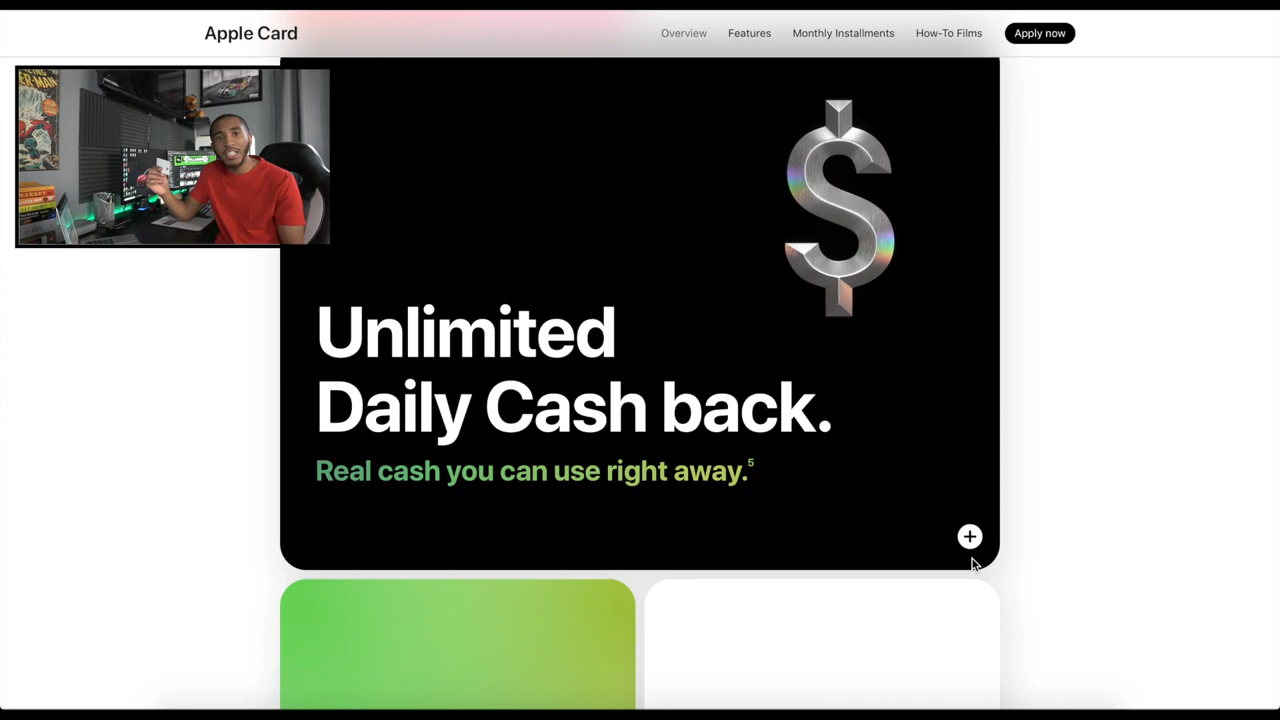 Apple Card
Overview
Features
Monthly Installments
How-To Films
Apply now
Unlimited
Daily Cash back.
Real cash you can use right away.5